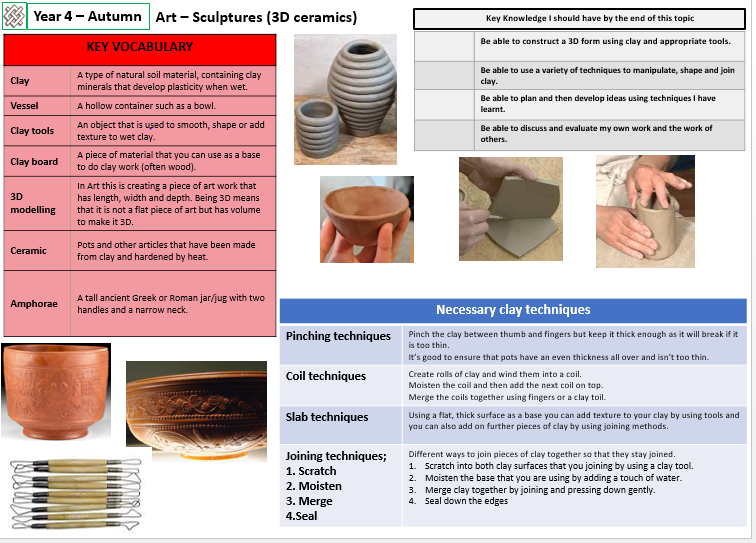 Year 4 – Autumn
Art – Sculptures (3D ceramics)
Key Knowledge I should have by the end of this topic
Be able to construct a 3D form using clay and appropriate tools.
Be able to use a variety of techniques to manipulate, shape and join
clay.
Be able to plan and then develop ideas using techniques I have
learnt.
Be able to discuss and evaluate my own work and the work of
others.
KEY VOCABULARY
Clay
A type of natural soil material, containing clay
minerals that develop plasticity when wet.
Vessel
A hollow container such as a bowl.
Clay tools
An object that is used to smooth, shape or add
texture to wet clay.
Clay board
A piece of material that you can use as a base
to do clay work (often wood).
3D
modelling
In Art this is creating a piece of art work that
has length, width and depth. Being 3D means
that it is not a flat piece of art but has volume
to make it 3D.
Ceramic
Pots and other articles that have been made
from clay and hardened by heat.
Amphorae
A tall ancient Greek or Roman jar/jug with two
handles and a narrow neck.
Necessary clay techniques
Pinching techniques
Pinch the clay between thumb and fingers but keep it thick enough as it will break if it
is too thin.
It's good to ensure that pots have an even thickness all over and isn't too thin.
Coil techniques
Create rolls of clay and wind them into a coil.
Moisten the coil and then add the next coil on top.
Merge the coils together using fingers or a clay toil.
Slab techniques
Using a flat, thick surface as a base you can add texture to your clay by using tools and
you can also add on further pieces of clay by using joining methods.
Joining techniques;
1. Scratch
2. Moisten
3. Merge
4.Seal
Different ways to join pieces of clay together so that they stay joined.
1. Scratch into both clay surfaces that you joining by using a clay tool.
2. Moisten the base that you are using by adding a touch of water.
3. Merge clay together by joining and pressing down gently.
4. Seal down the edges